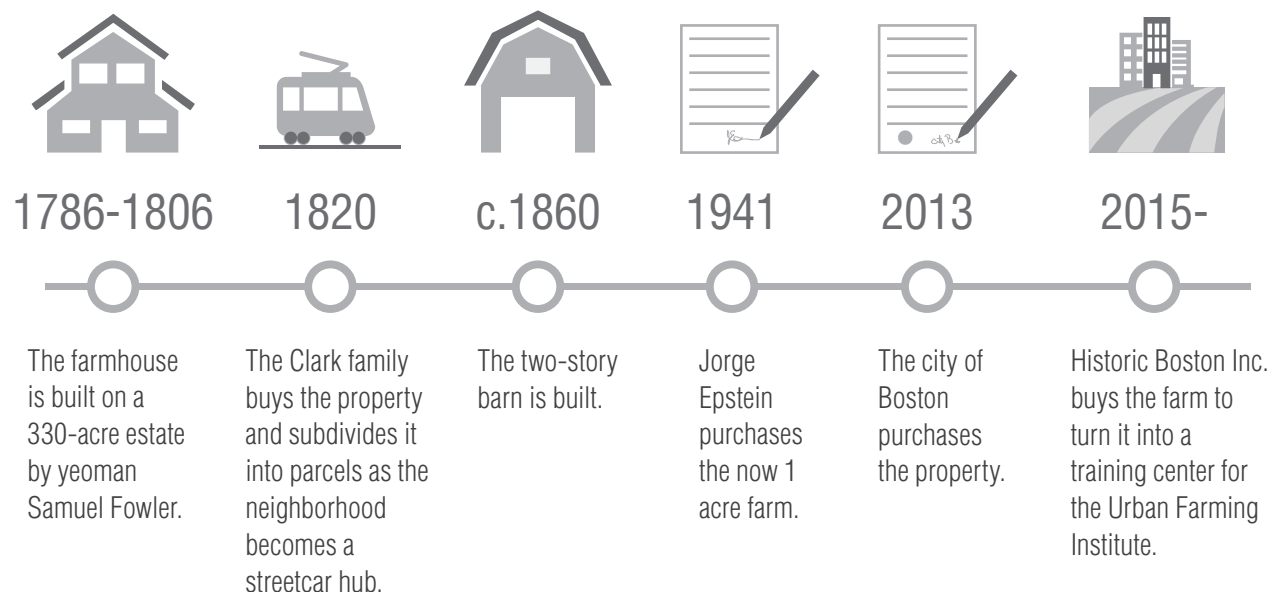 1786-1806
The farmhouse
is built on a
330-acre estate
by yeoman
Samuel Fowler.
1820
The Clark family
buys the property
and subdivides it
into parcels as the
neighborhood
becomes a
streetcar hub.
c.1860
The two-story
barn is built.
1941
Jorge
Epstein
purchases
the now 1
acre farm.
2013
The city of
Boston
purchases
the property.
2015-
Historic Boston Inc.
buys the farm to
turn it into a
training center for
the Urban Farming
Institute.